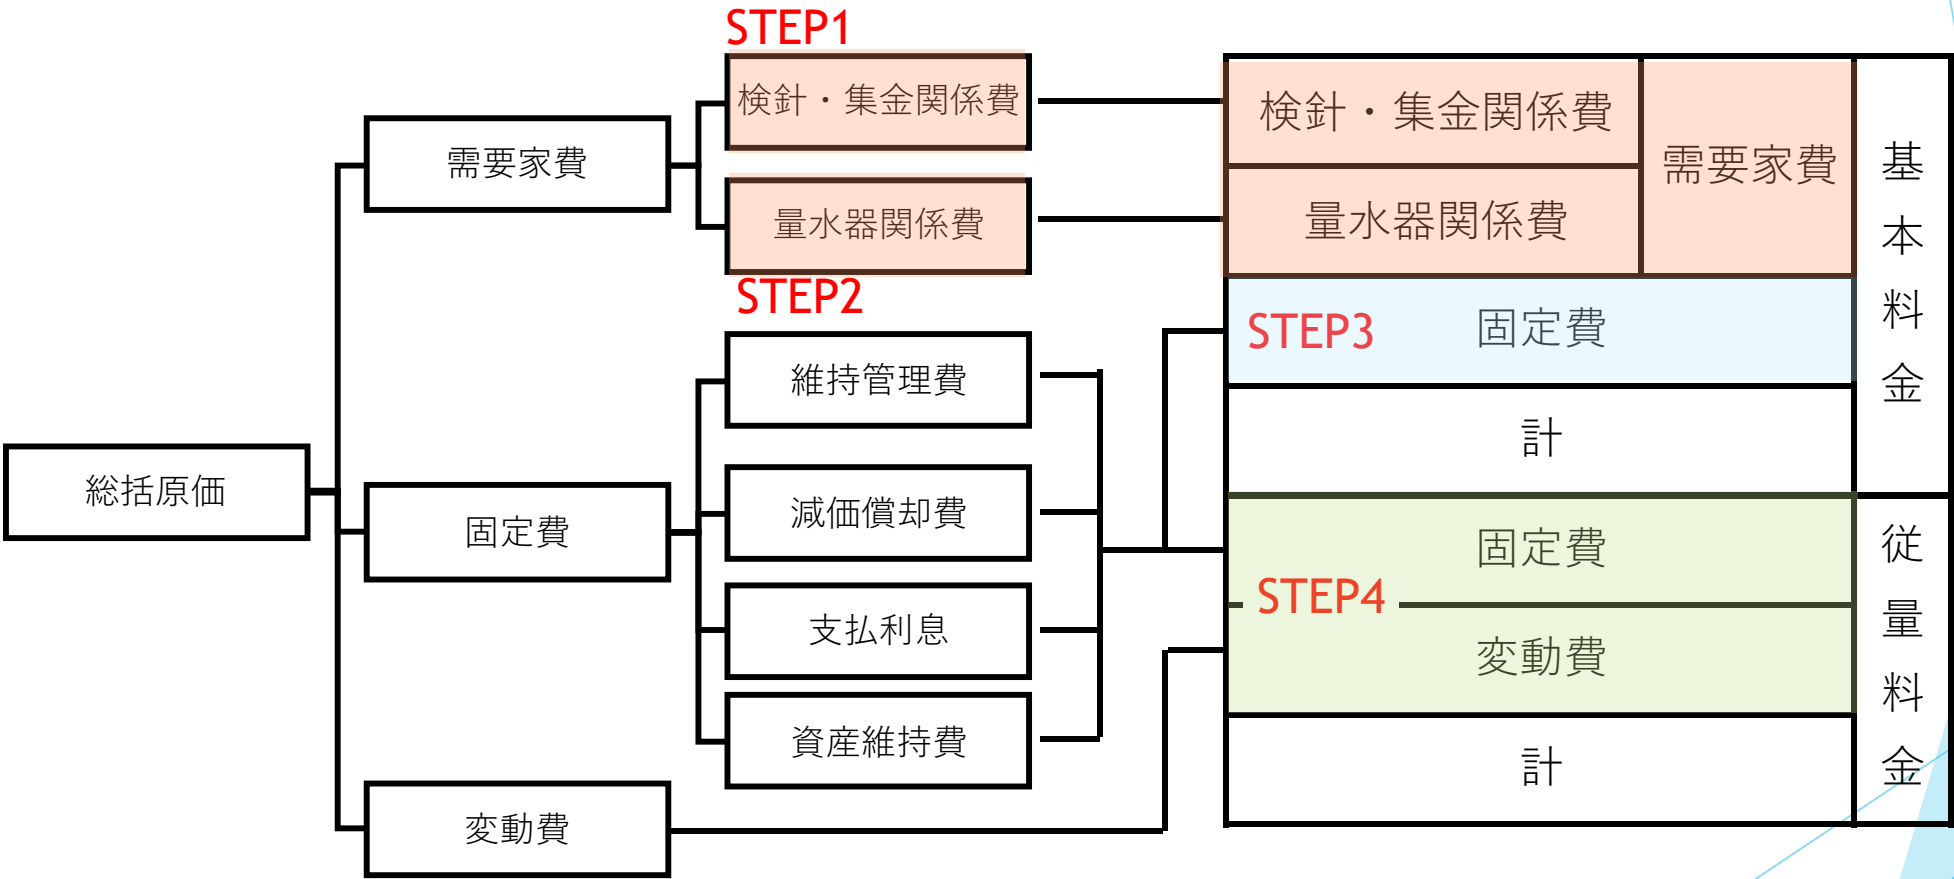 STEP1
検針・集金関係費
量水器関係費
STEP2
需要家費
維持管理費
減価償却費
支払利息
資産維持費
総括原価
固定費
変動費
検針・集金関係費
量水器関係費
需要家費
STEP3
固定費
計
基本料金
固定費
STEP4
変動費
計
従量料金